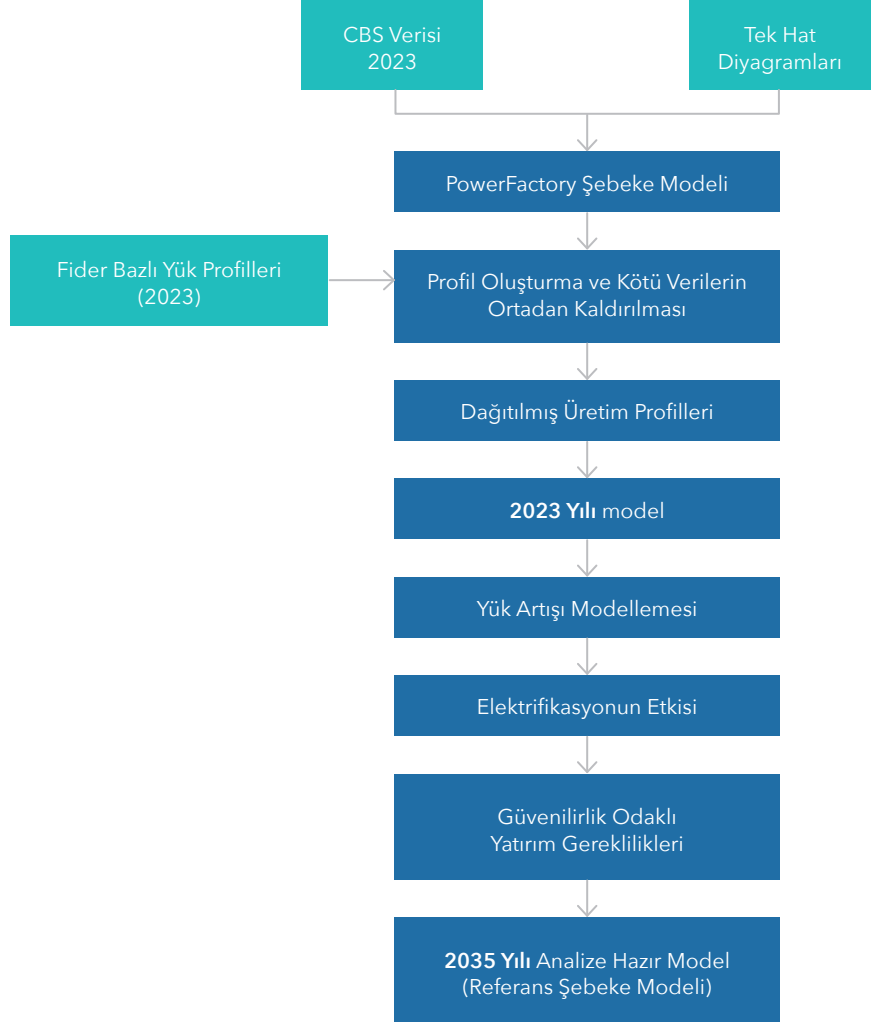 CBS Verisi
2023
Tek Hat
Diyagramları
PowerFactory Şebeke Modeli
Fider Bazlı Yük Profilleri
(2023)
Profil Oluşturma ve Kötü Verilerin
Ortadan Kaldırılması
Dağıtılmış Üretim Profilleri
2023 Yılı model
Yük Artışı Modellemesi
Elektrifikasyonun Etkisi
Güvenilirlik Odaklı
Yatırım Gereklilikleri
2035 Yılı Analize Hazır Model
(Referans Şebeke Modeli)